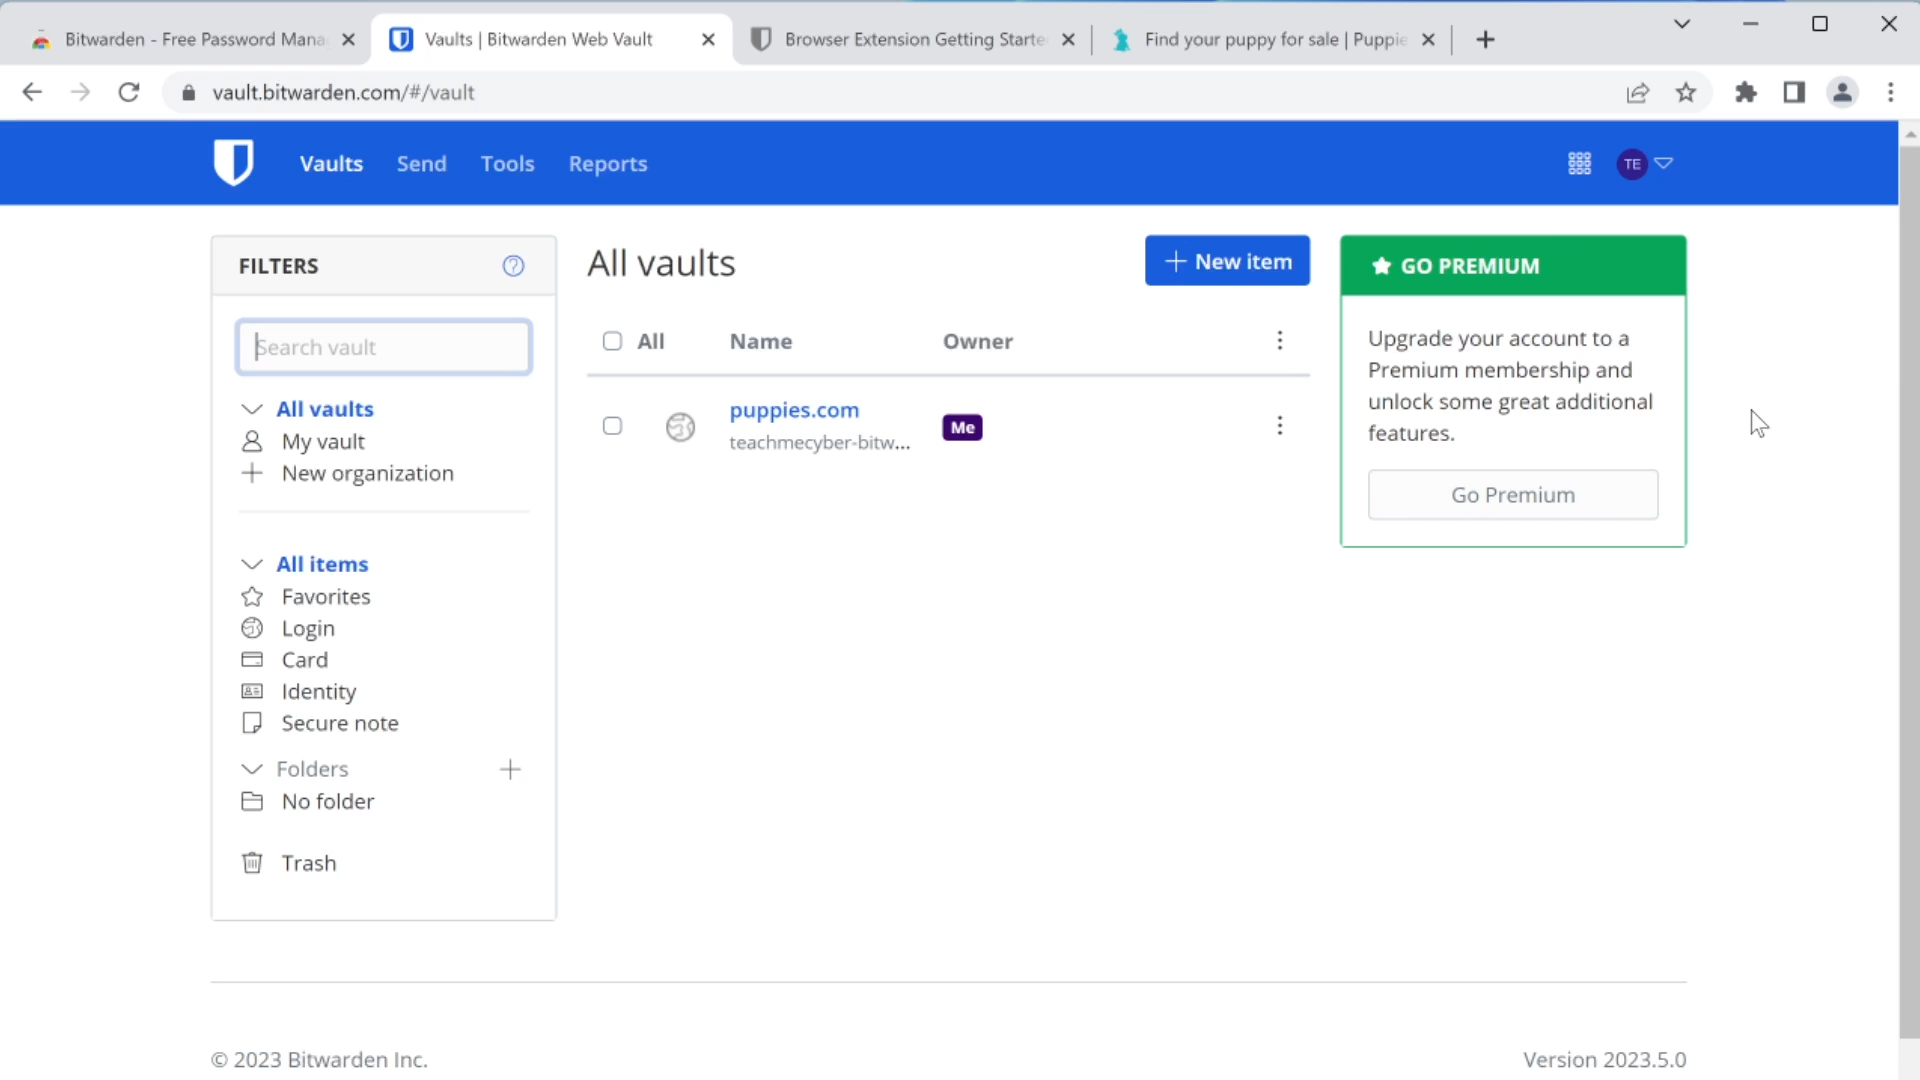 Bitwarden - Free Password Mana
Vaults | Bitwarden Web Vault
Browser Extension Getting Starte
Find your puppy for sale | Puppie
vault.bitwarden.com/#/vault
Vaults
Send
Tools
Reports
TE
FILTERS
Search vault
All vaults
My vault
New organization
All items
Favorites
Login
Card
Identity
Secure note
Folders
No folder
Trash
All vaults
New item
All
Name
Owner
puppies.com
teachmecyber-bitw...
Me
GO PREMIUM
Upgrade your account to a
Premium membership and
unlock some great additional
features.
Go Premium
© 2023 Bitwarden Inc.
Version 2023.5.0